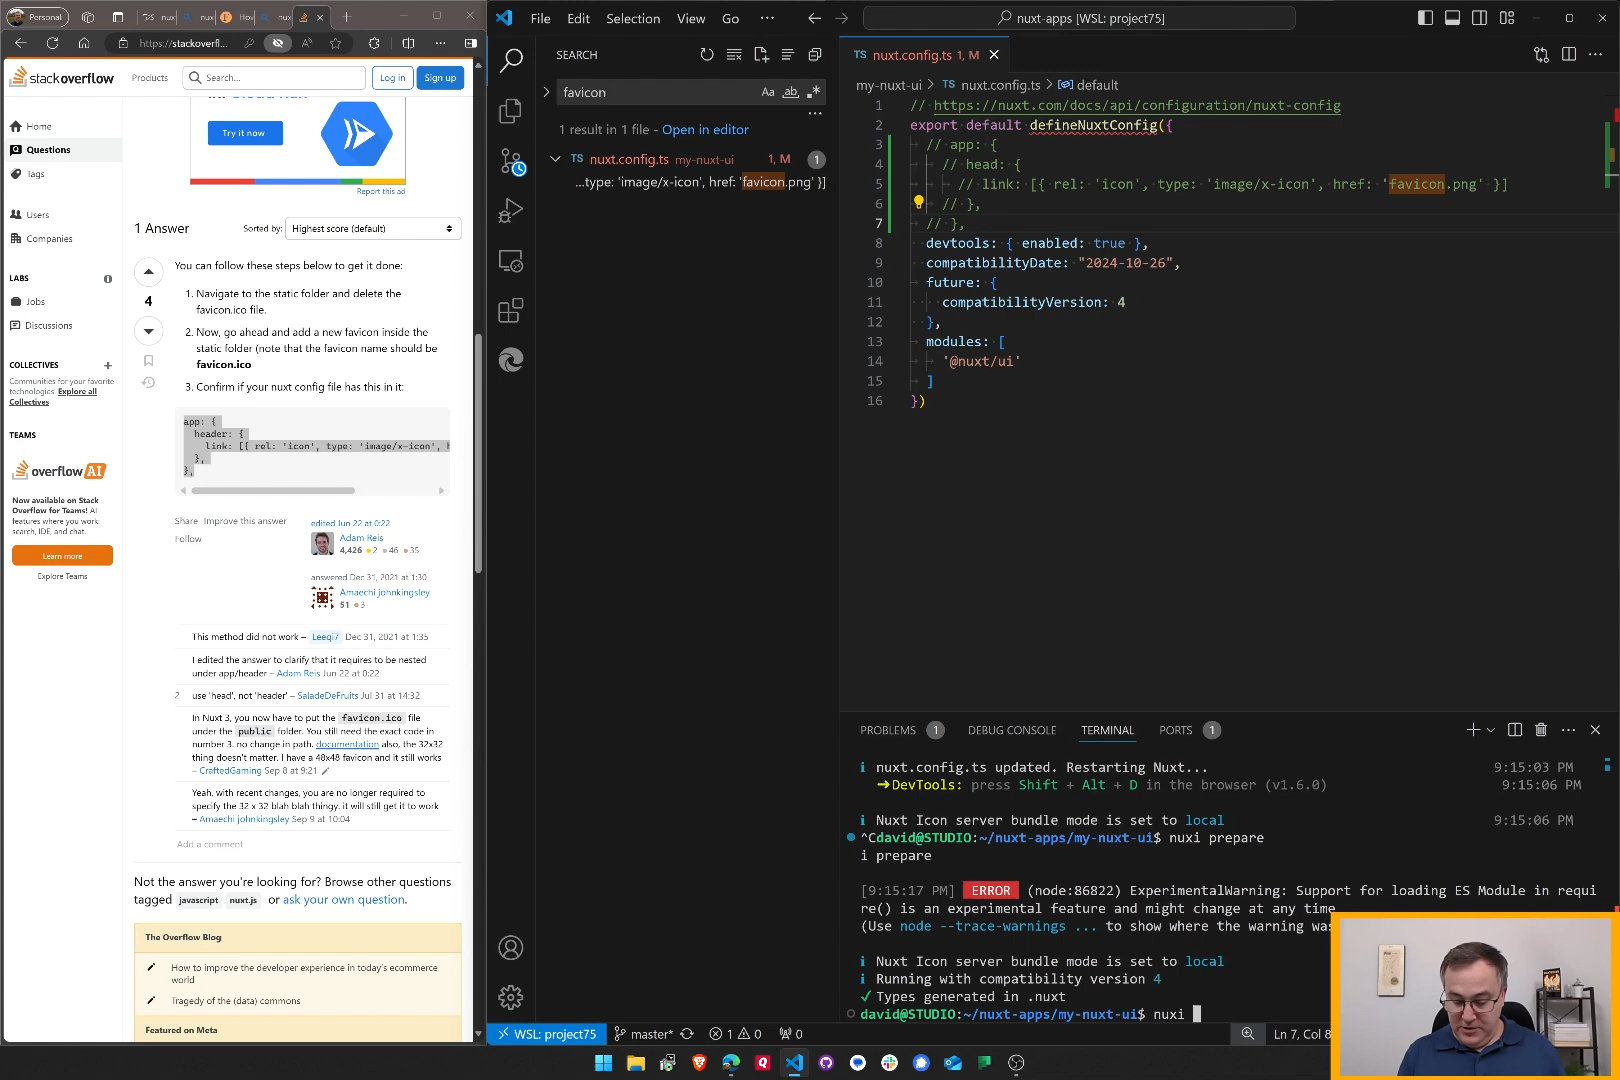 Personal
nux
nux
Hov
nux
https://stackoverfl...
stackoverflow
Products
Search...
Log in
Sign up
Home
Questions
Tags
Users
Companies
LABS
Jobs
Discussions
COLLECTIVES
Communities for your favorite
technologies. Explore all
Collectives
TEAMS
overflow AI
Now available on Stack
Overflow for Teams! AI
features where you work:
search, IDE, and chat.
Learn more
Explore Teams
Try it now
Report this ad
1 Answer
Sorted by:
Highest score (default)
4
You can follow these steps below to get it done:
1. Navigate to the static folder and delete the
favicon.ico file.
2. Now, go ahead and add a new favicon inside the
static folder (note that the favicon name should be
favicon.ico
3. Confirm if your nuxt config file has this in it:
app: {
header: {
link: [{ rel: 'icon', type: 'image/x-icon', h
},
},
Share Improve this answer
Follow
edited Jun 22 at 0:22
Adam Reis
4,426 2 46 35
answered Dec 31, 2021 at 1:30
Amaechi johnkingsley
51 3
This method did not work – Leeqi7 Dec 31, 2021 at 1:35
I edited the answer to clarify that it requires to be nested
under app/header – Adam Reis Jun 22 at 0:22
2 use 'head', not 'header' – SaladeDeFruits Jul 31 at 14:32
In Nuxt 3, you now have to put the favicon.ico file
under the public folder. You still need the exact code in
number 3. no change in path. documentation also, the 32x32
thing doesn't matter. I have a 48x48 favicon and it still works
– CraftedGaming Sep 8 at 9:21
Yeah, with recent changes, you are no longer required to
specify the 32 x 32 blah blah thingy. it will still get it to work
– Amaechi johnkingsley Sep 9 at 10:04
Add a comment
Not the answer you're looking for? Browse other questions
tagged javascript nuxt.js or ask your own question.
The Overflow Blog
How to improve the developer experience in today's ecommerce
world
Tragedy of the (data) commons
Featured on Meta
File Edit Selection View Go ···
nuxt-apps [WSL: project75]
SEARCH
favicon
Aa ab
1 result in 1 file - Open in editor
TS nuxt.config.ts my-nuxt-ui 1, M 1
...type: 'image/x-icon', href: 'favicon.png' }]
TS nuxt.config.ts 1, M
my-nuxt-ui > TS nuxt.config.ts > default
1 // https://nuxt.com/docs/api/configuration/nuxt-config
2 export default defineNuxtConfig({
3 // app: {
4 // head: {
5 // link: [{ rel: 'icon', type: 'image/x-icon', href: 'favicon.png' }]
6 // },
7 // },
8 devtools: { enabled: true },
9 compatibilityDate: "2024-10-26",
10 future: {
11 compatibilityVersion: 4
12 },
13 modules: [
14 '@nuxt/ui'
15 ]
16 })
PROBLEMS 1 DEBUG CONSOLE TERMINAL PORTS 1
i nuxt.config.ts updated. Restarting Nuxt... 9:15:03 PM
➜DevTools: press Shift + Alt + D in the browser (v1.6.0) 9:15:06 PM
i Nuxt Icon server bundle mode is set to local 9:15:06 PM
^Cdavid@STUDIO:~/nuxt-apps/my-nuxt-ui$ nuxi prepare
i prepare
[9:15:17 PM] ERROR (node:86822) ExperimentalWarning: Support for loading ES Module in requi
re() is an experimental feature and might change at any time
(Use node --trace-warnings ... to show where the warning was
i Nuxt Icon server bundle mode is set to local
i Running with compatibility version 4
✓ Types generated in .nuxt
david@STUDIO:~/nuxt-apps/my-nuxt-ui$ nuxi
WSL: project75
master*
1 0
0
Ln 7, Col 8